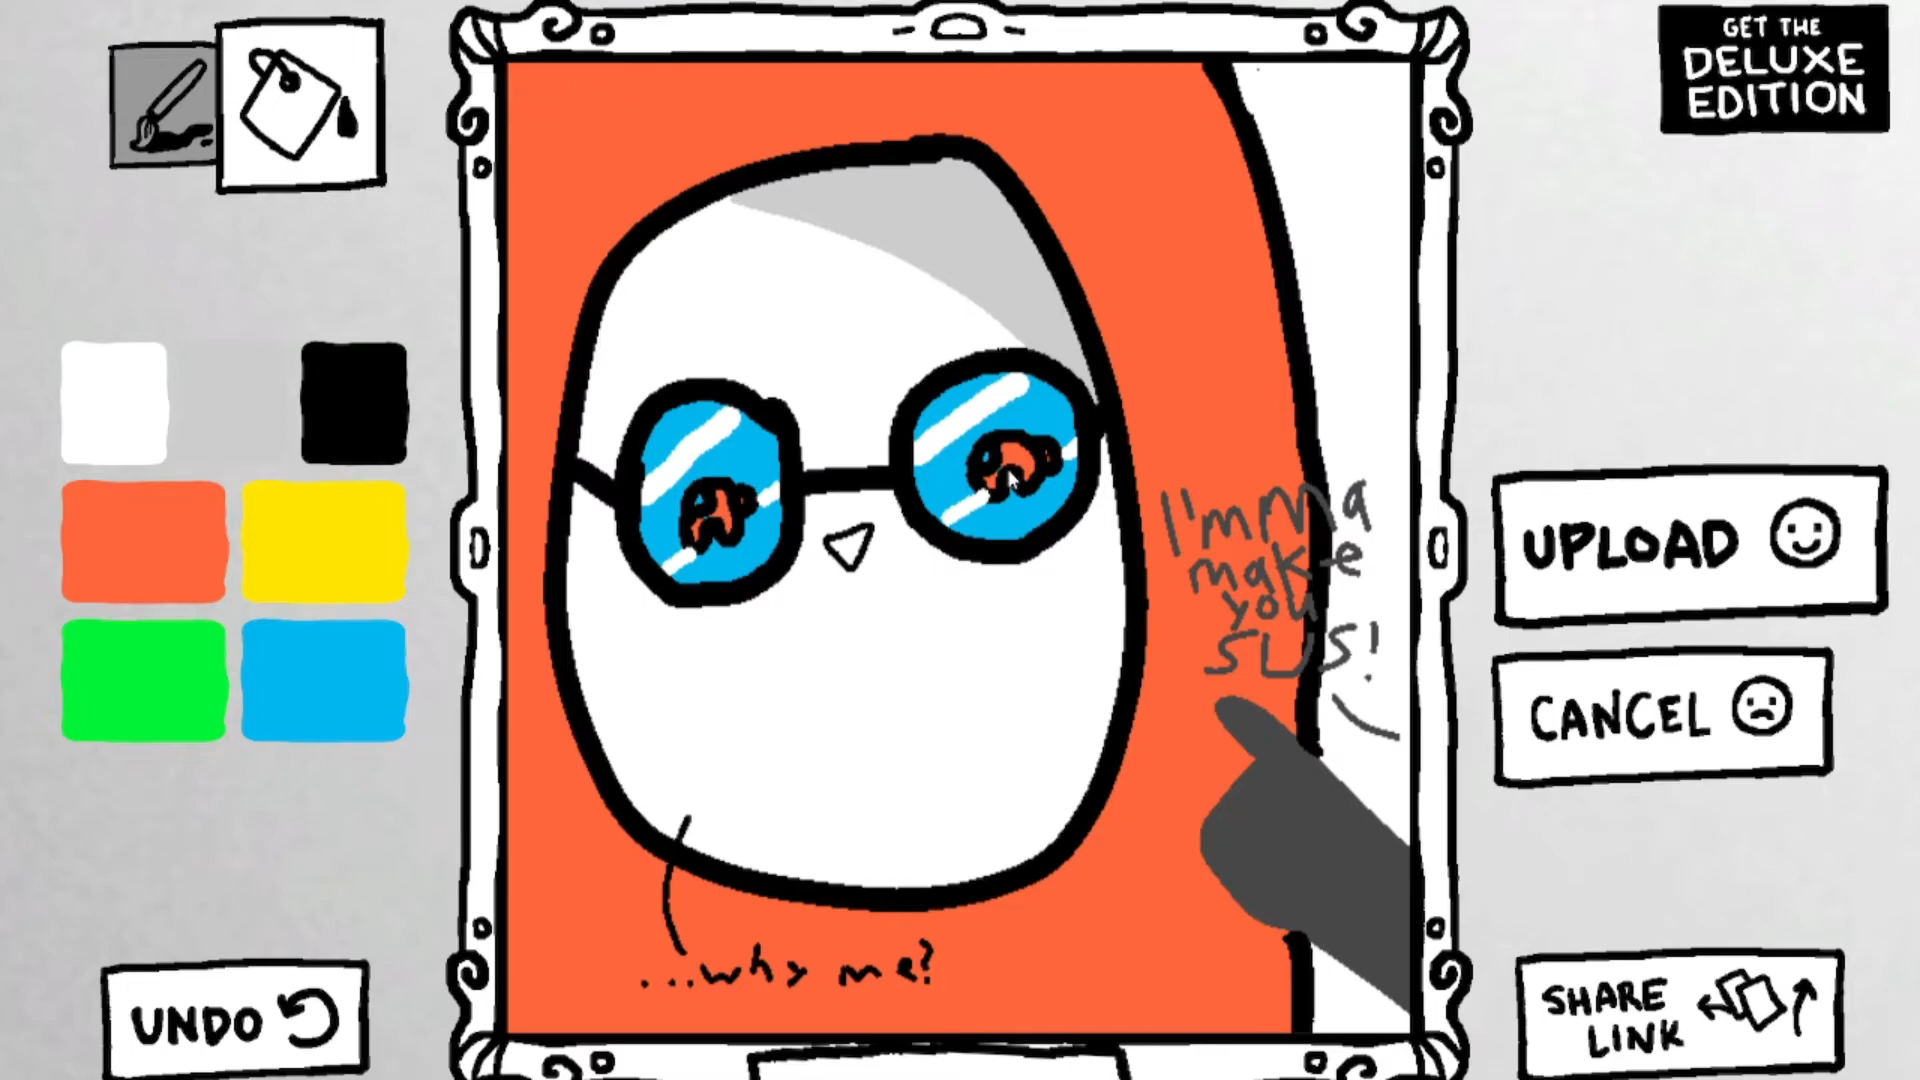 GET THE
DELUXE
EDITION
I'mma
make
you
SUS!
...why me?
UPLOAD
CANCEL
UNDO
SHARE
LINK